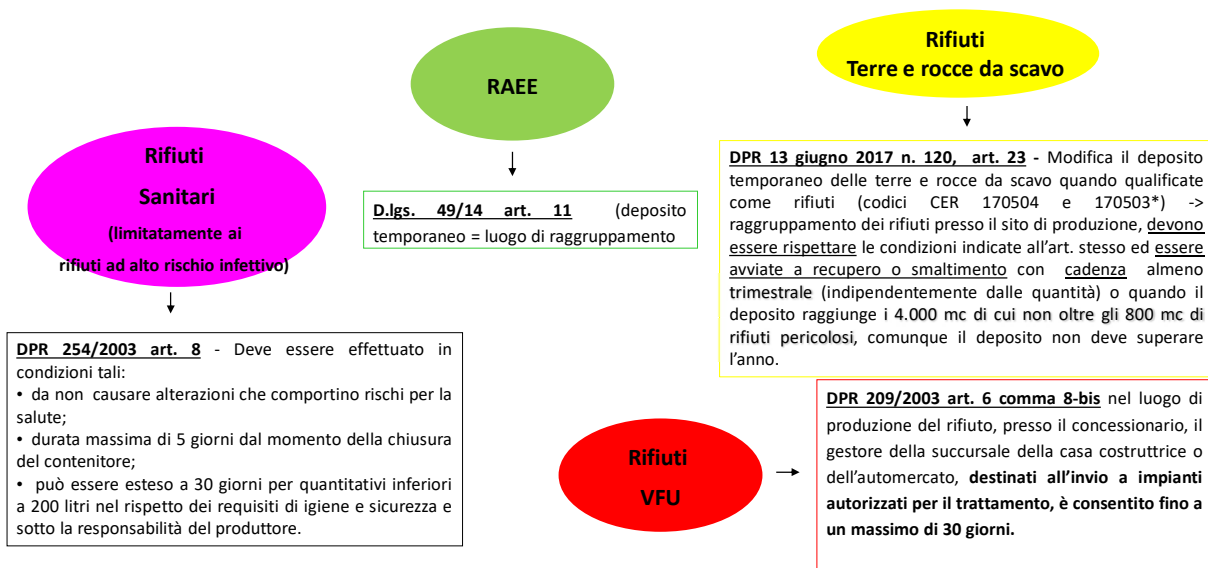 Rifiuti
Sanitari
(limitatamente ai
rifiuti ad alto rischio infettivo)
DPR 254/2003 art. 8 - Deve essere effettuato in
condizioni tali:
• da non causare alterazioni che comportino rischi per la
salute;
• durata massima di 5 giorni dal momento della chiusura
del contenitore;
• può essere esteso a 30 giorni per quantitativi inferiori
a 200 litri nel rispetto dei requisiti di igiene e sicurezza e
sotto la responsabilità del produttore.
RAEE
D.lgs. 49/14 art. 11 (deposito
temporaneo = luogo di raggruppamento
Rifiuti
Terre e rocce da scavo
DPR 13 giugno 2017 n. 120, art. 23 - Modifica il deposito
temporaneo delle terre e rocce da scavo quando qualificate
come rifiuti (codici CER 170504 e 170503*) ->
raggruppamento dei rifiuti presso il sito di produzione, devono
essere rispettare le condizioni indicate all'art. stesso ed essere
avviate a recupero o smaltimento con cadenza almeno
trimestrale (indipendentemente dalle quantità) o quando il
deposito raggiunge i 4.000 mc di cui non oltre gli 800 mc di
rifiuti pericolosi, comunque il deposito non deve superare
l'anno.
Rifiuti
VFU
DPR 209/2003 art. 6 comma 8-bis nel luogo di
produzione del rifiuto, presso il concessionario, il
gestore della succursale della casa costruttrice o
dell'automercato, destinati all'invio a impianti
autorizzati per il trattamento, è consentito fino a
un massimo di 30 giorni.